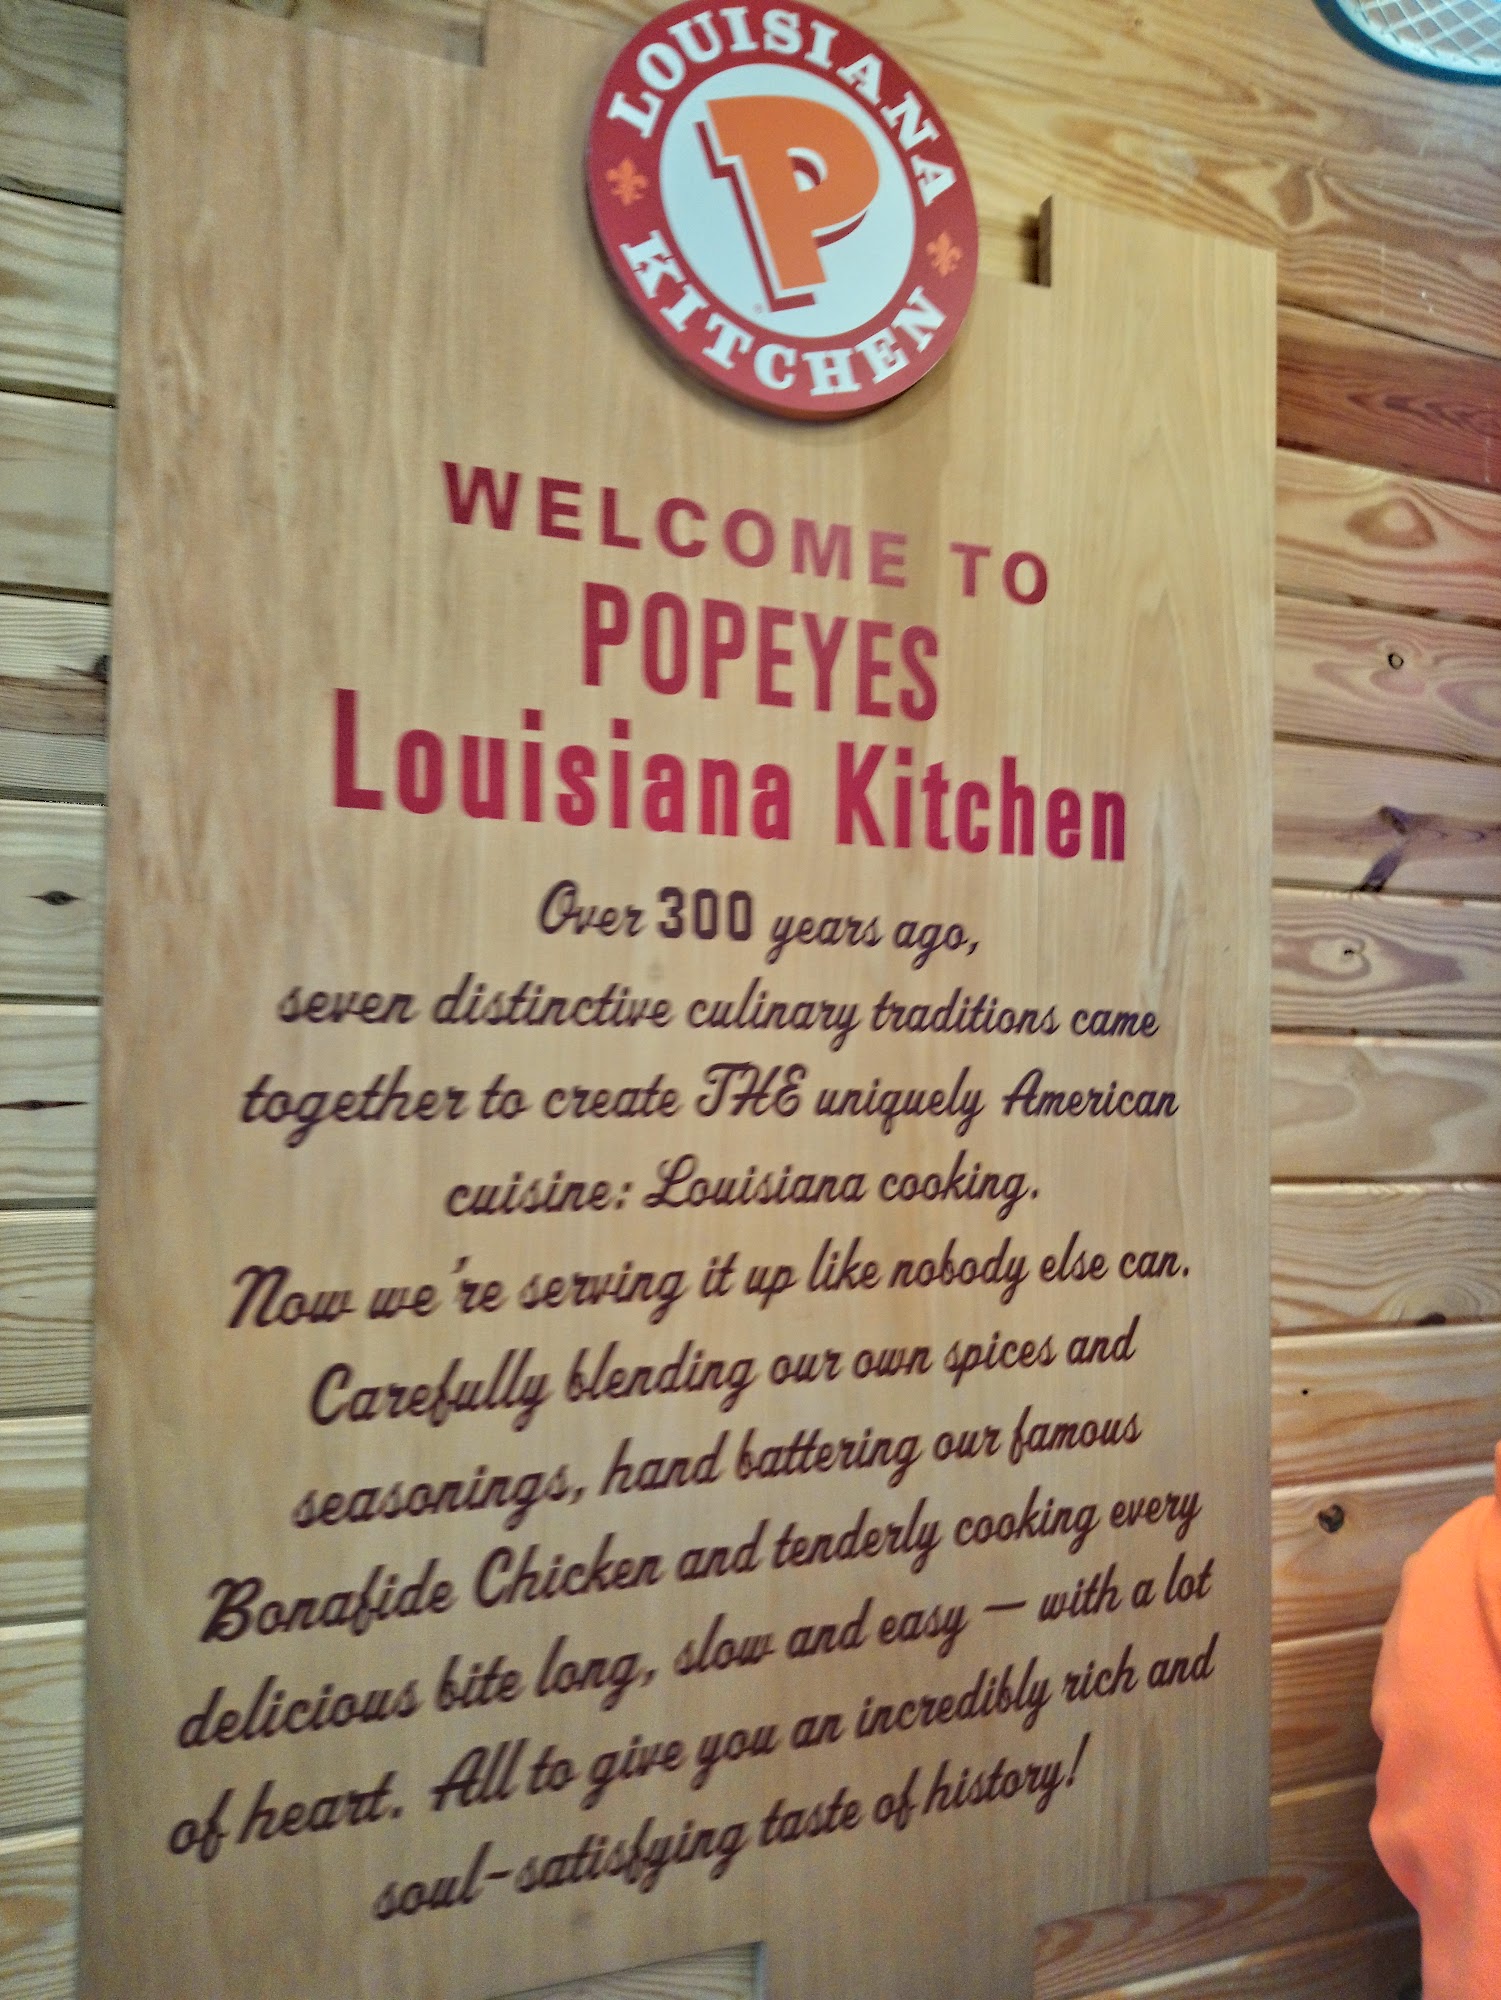 LOUISIANA
P
KITCHEN
WELCOME TO
POPEYES
Louisiana Kitchen
Over 300 years ago,
seven distinctive culinary traditions came
together to create THE uniquely American
cuisine: Louisiana cooking.
Now we're serving it up like nobody else can.
Carefully blending our own spices and
seasonings, hand battering our famous
Bonafide Chicken and tenderly cooking every
delicious bite long, slow and easy — with a lot
of heart. All to give you an incredibly rich and
soul-satisfying taste of history!